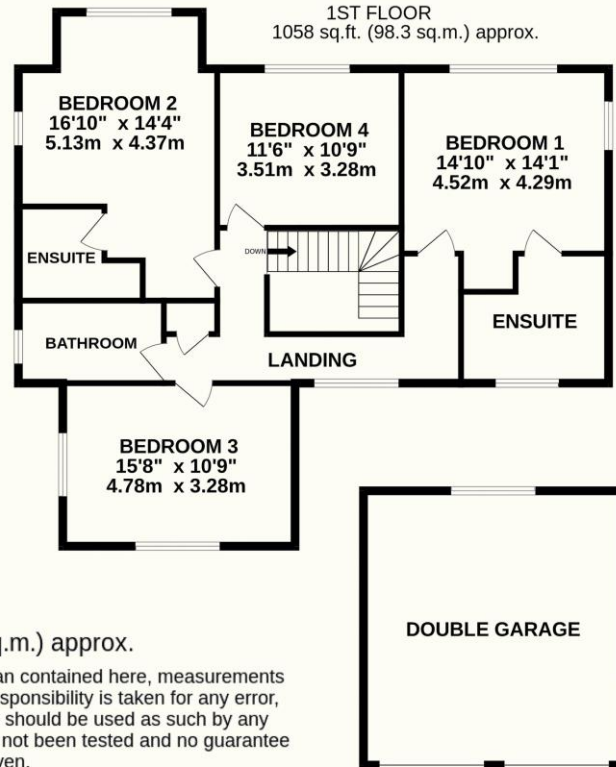 1ST FLOOR
1058 sq.ft. (98.3 sq.m.) approx.
BEDROOM 2
16'10" x 14'4"
5.13m x 4.37m
BEDROOM 4
11'6" x 10'9"
3.51m x 3.28m
BEDROOM 1
14'10" x 14'1"
4.52m x 4.29m
ENSUITE
DOWN
BATHROOM
LANDING
ENSUITE
BEDROOM 3
15'8" x 10'9"
4.78m x 3.28m
DOUBLE GARAGE
q.m.) approx.
an contained here, measurements
sponsibility is taken for any error,
should be used as such by any
not been tested and no guarantee
ven.